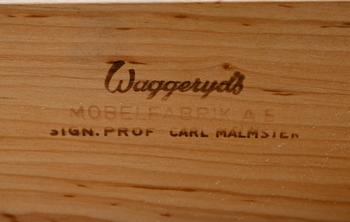 Waggeryds
MÖBELFABRIK A.B
SIGN. PROF CARL MALMSTEN